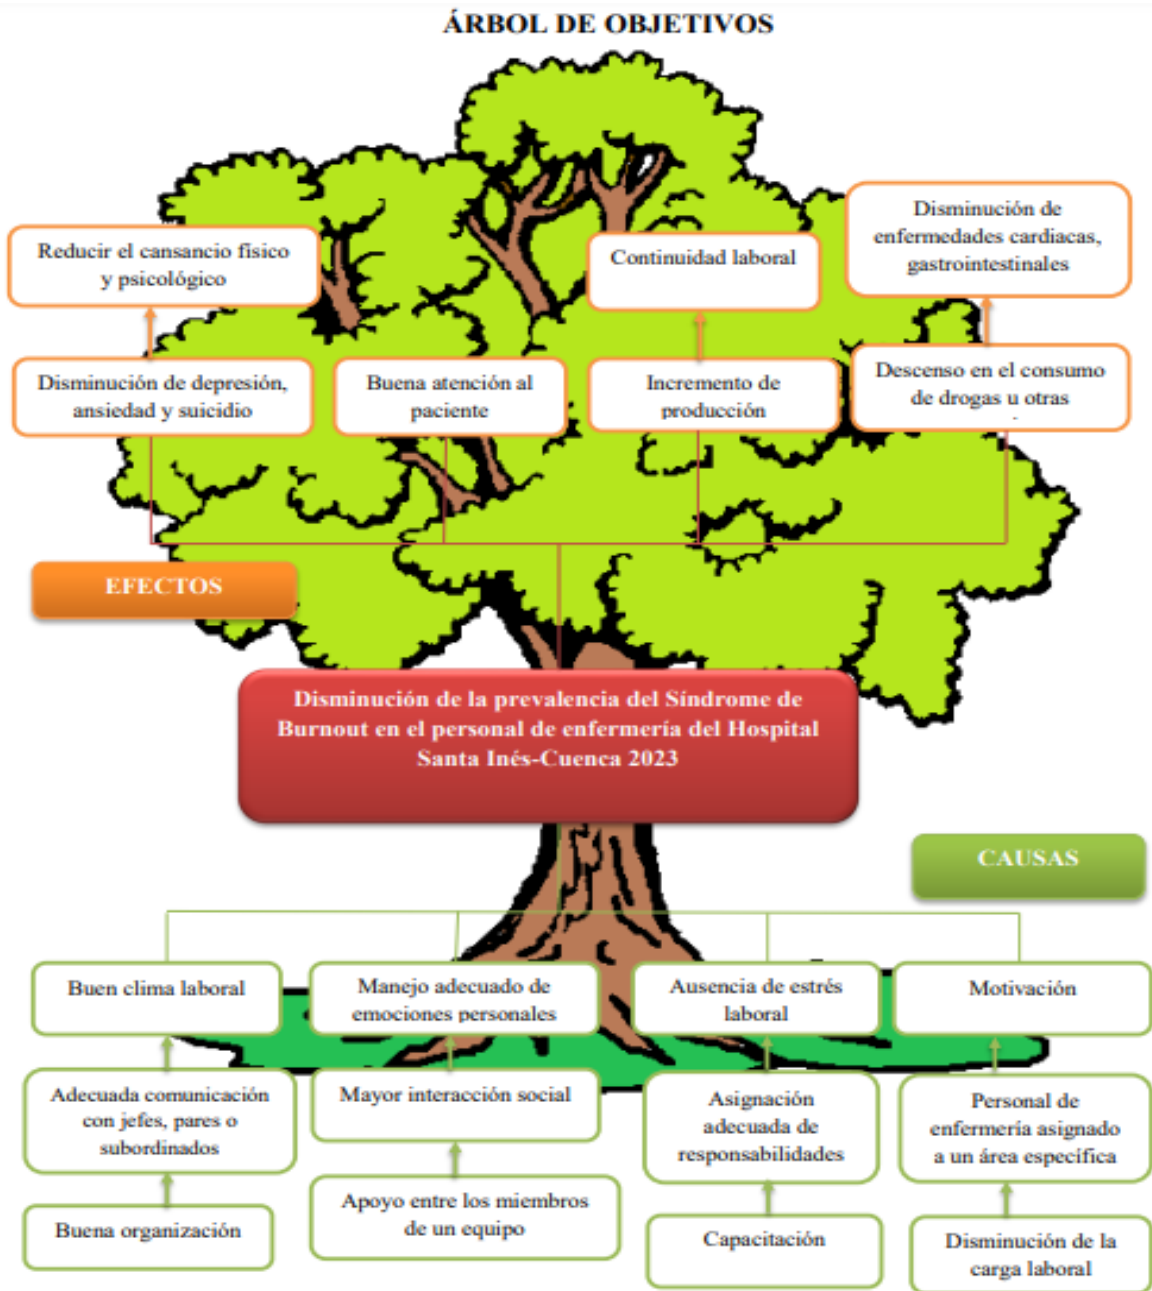 ÁRBOL DE OBJETIVOS
Reducir el cansancio físico
y psicológico
Continuidad laboral
Disminución de
enfermedades cardiacas,
gastrointestinales
Disminución de depresión,
ansiedad y suicidio
Buena atención al
paciente
Incremento de
producción
Descenso en el consumo
de drogas u otras
EFECTOS
Disminución de la prevalencia del Síndrome de
Burnout en el personal de enfermería del Hospital
Santa Inés-Cuenca 2023
CAUSAS
Buen clima laboral
Manejo adecuado de
emociones personales
Ausencia de estrés
laboral
Motivación
Adecuada comunicación
con jefes, pares o
subordinados
Mayor interacción social
Asignación
adecuada de
responsabilidades
Personal de
enfermería asignado
a un área específica
Buena organización
Apoyo entre los miembros
de un equipo
Capacitación
Disminución de la
carga laboral